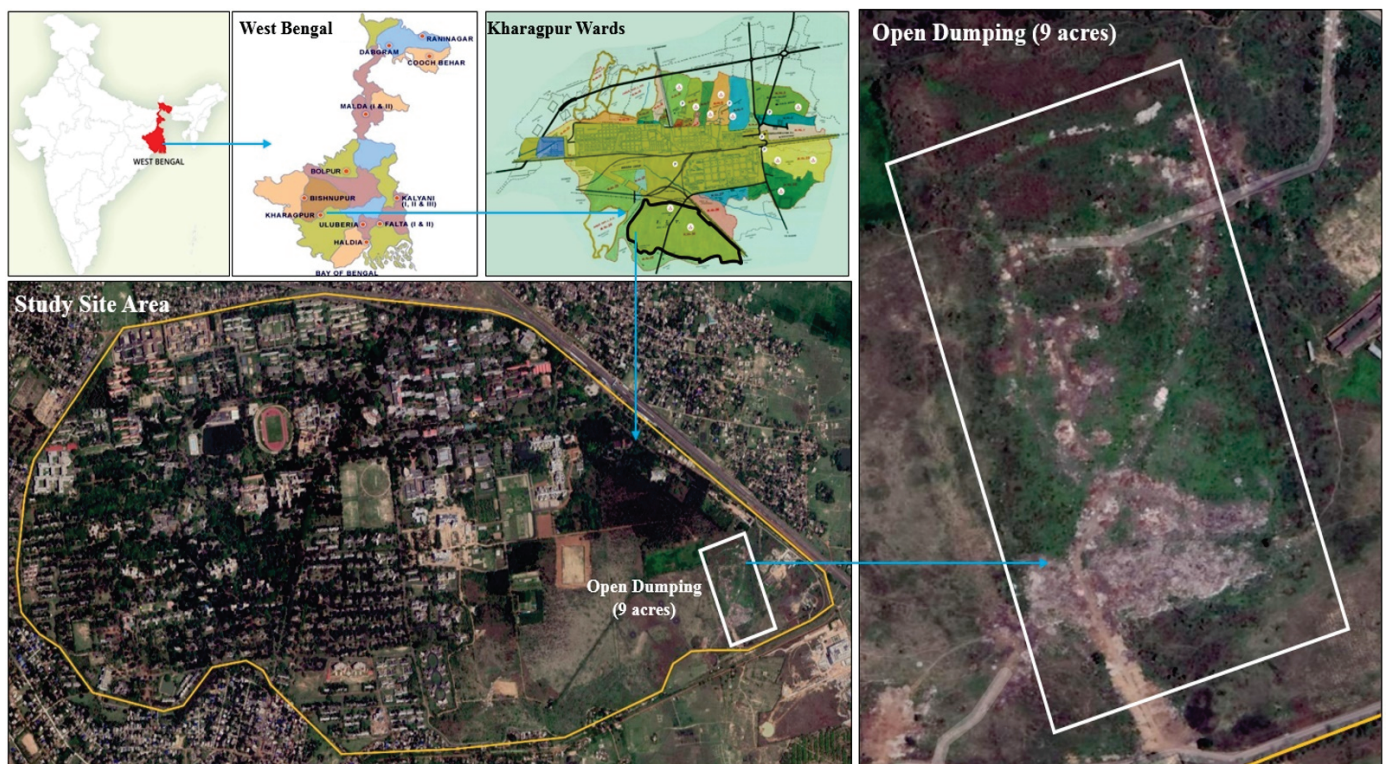 WEST BENGAL
West Bengal
RANINAGAR
DABGRAM
COOCH BEHAR
MALDA (I & II)
BOLPUR
BISHNUPUR
KALYANI
(I, II & III)
KHARAGPUR
ULUBERIA
FALTA (I & II)
HALDIA
BAY OF BENGAL
Kharagpur Wards
Open Dumping (9 acres)
Study Site Area
Open Dumping
(9 acres)